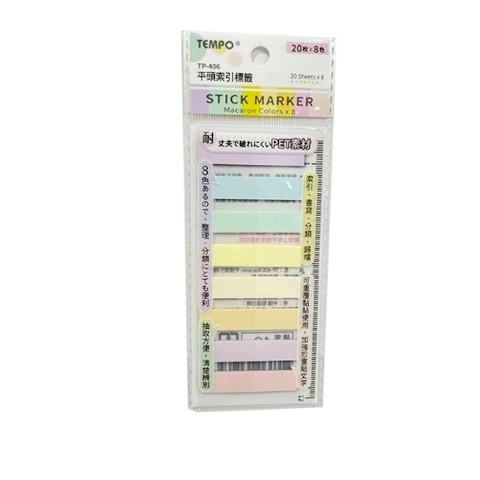 TEMPO®
20枚×8色
TP-406
平頭索引標籤
20 Sheets x 8
STICK MARKER
Macaron Colors x 8
耐
丈夫で破れにくいPET素材
8色あるので、整理、分類にとても便利
索引、書寫、分類、歸檔
抽取方便，清楚辨別
可重覆黏貼使用，加強於重點文字